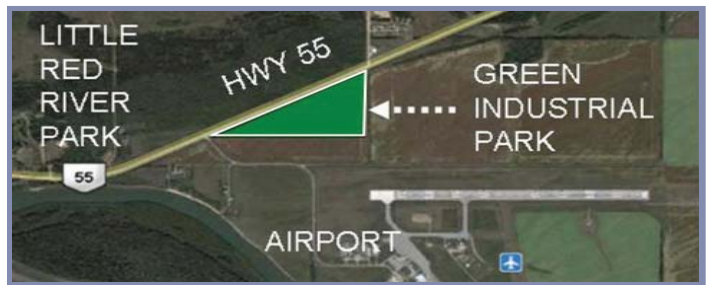 LITTLE
RED
RIVER
PARK
HWY 55
GREEN
INDUSTRIAL
PARK
55
AIRPORT